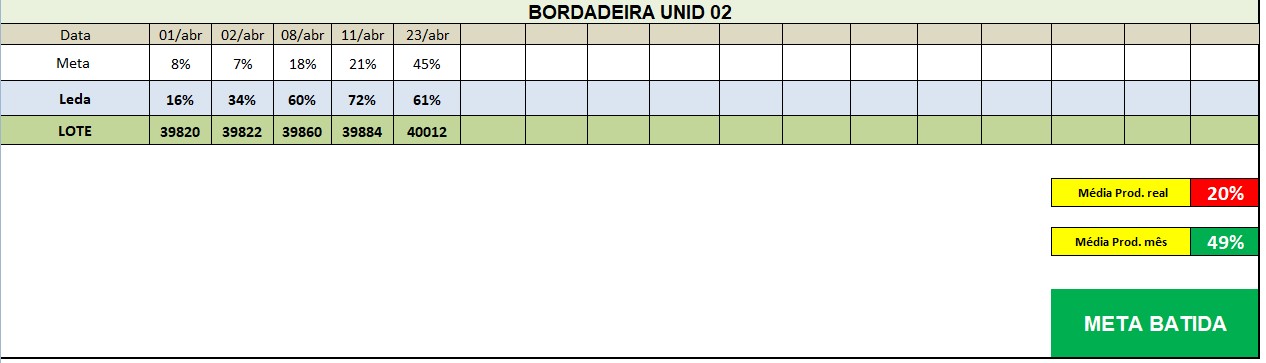 BORDADEIRA UNID 02
Data 01/abr 02/abr 08/abr 11/abr 23/abr
Meta 8% 7% 18% 21% 45%
Leda 16% 34% 60% 72% 61%
LOTE 39820 39822 39860 39884 40012
Média Prod. real 20%
Média Prod. mês 49%
META BATIDA